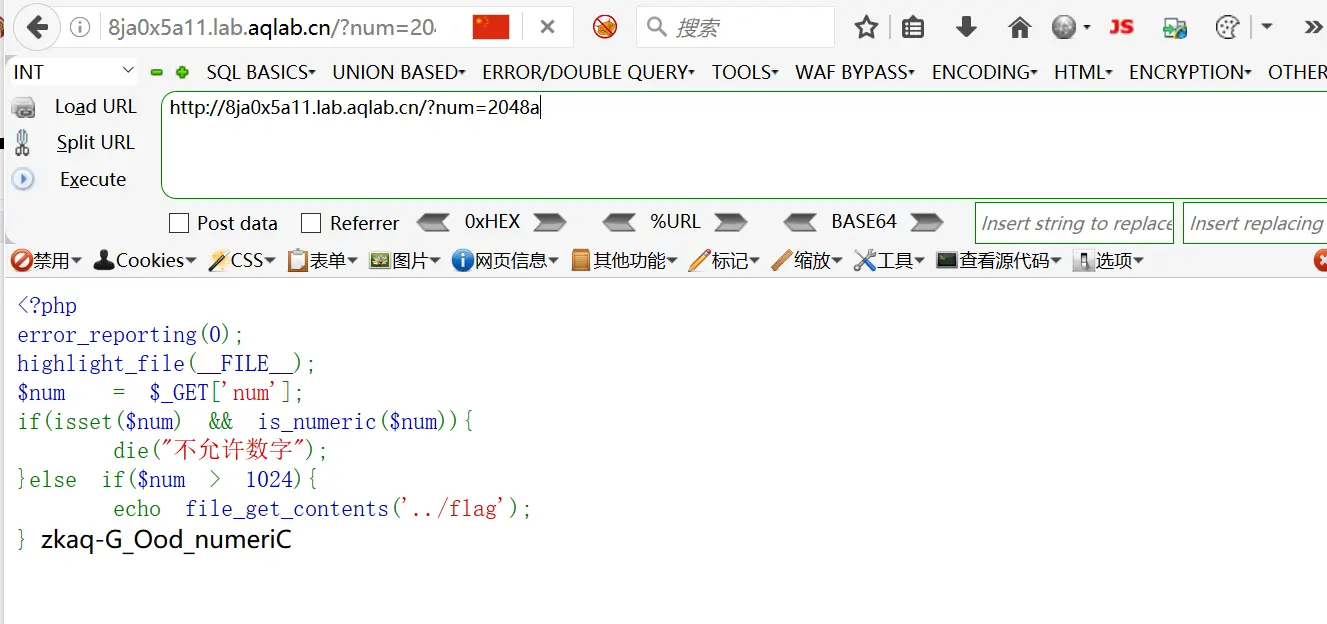 8ja0x5a11.lab.aqlab.cn/?num=20 搜索 JS
INT SQL BASICS UNION BASED ERROR/DOUBLE QUERY TOOLS WAF BYPASS ENCODING HTML ENCRYPTION OTHER
Load URL http://8ja0x5a11.lab.aqlab.cn/?num=2048a
Split URL
Execute
Post data Referrer 0xHEX %URL BASE64 Insert string to replace Insert replacing
禁用 Cookies CSS 表单 图片 网页信息 其他功能 标记 缩放 工具 查看源代码 选项
<?php
error_reporting(0);
highlight_file(__FILE__);
$num = $_GET['num'];
if(isset($num) && is_numeric($num)){
die("不允许数字");
}else if($num > 1024){
echo file_get_contents('../flag');
} zkaq-G_Ood_numeriC